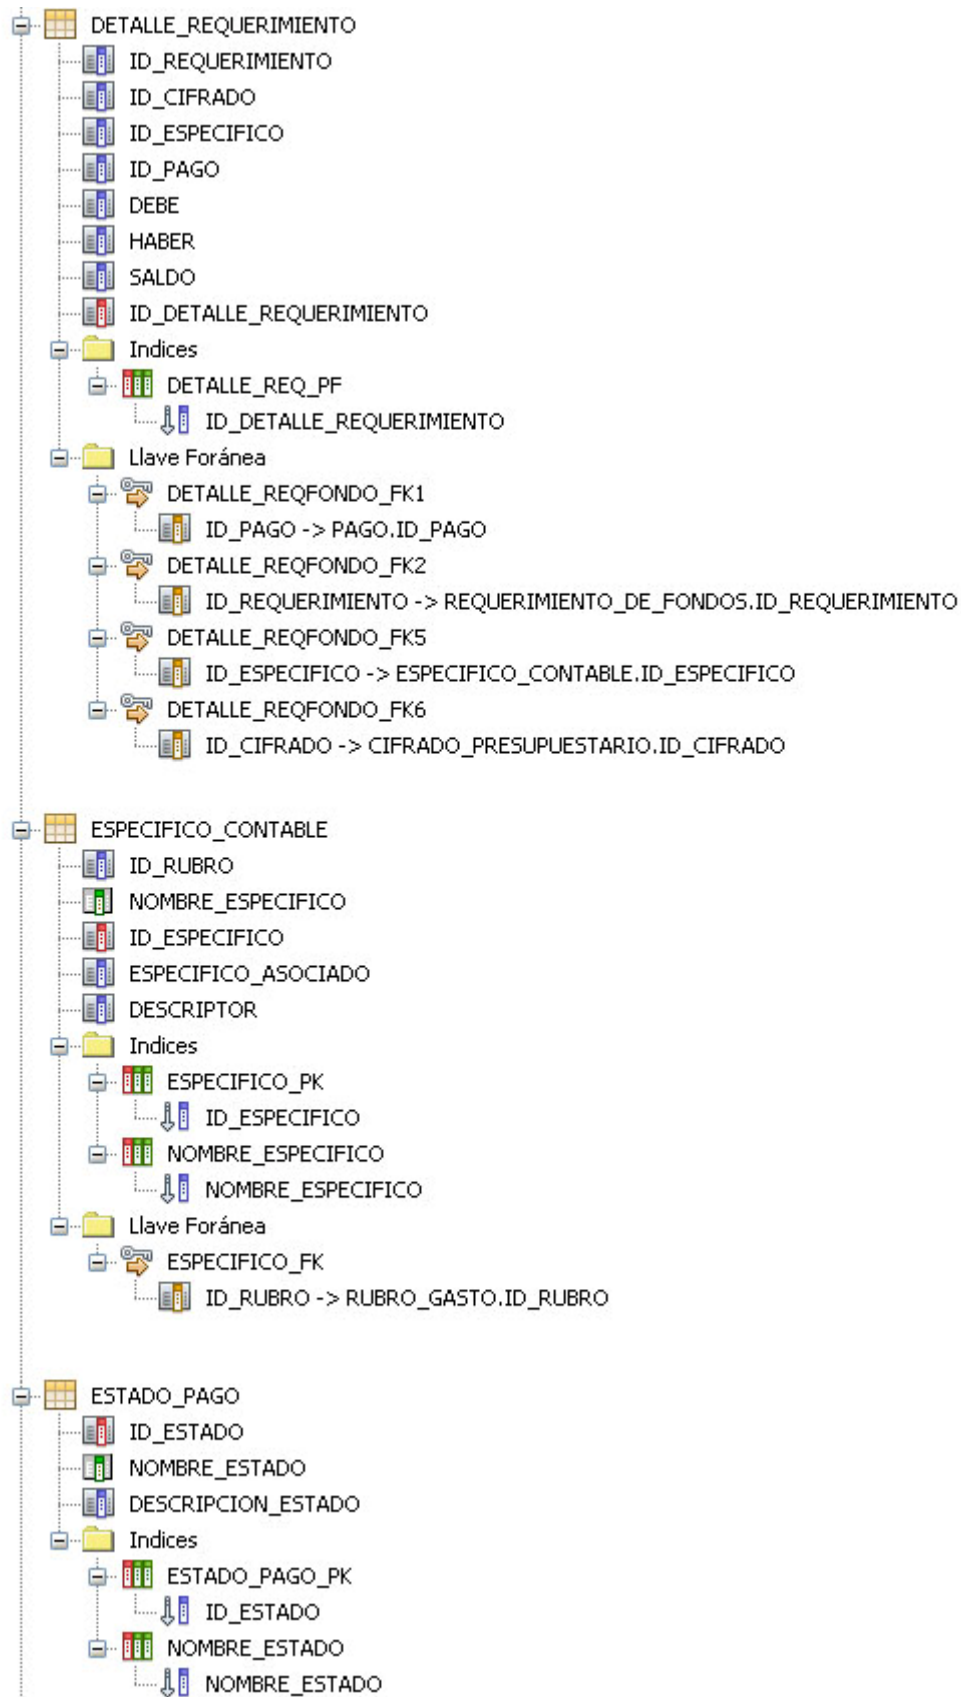 DETALLE_REQUERIMIENTO
ID_REQUERIMIENTO
ID_CIFRADO
ID_ESPECIFICO
ID_PAGO
DEBE
HABER
SALDO
ID_DETALLE_REQUERIMIENTO
Indices
DETALLE_REQ_PF
ID_DETALLE_REQUERIMIENTO
Llave Foránea
DETALLE_REQFONDO_FK1
ID_PAGO -> PAGO.ID_PAGO
DETALLE_REQFONDO_FK2
ID_REQUERIMIENTO -> REQUERIMIENTO_DE_FONDOS.ID_REQUERIMIENTO
DETALLE_REQFONDO_FK5
ID_ESPECIFICO -> ESPECIFICO_CONTABLE.ID_ESPECIFICO
DETALLE_REQFONDO_FK6
ID_CIFRADO -> CIFRADO_PRESUPUESTARIO.ID_CIFRADO
ESPECIFICO_CONTABLE
ID_RUBRO
NOMBRE_ESPECIFICO
ID_ESPECIFICO
ESPECIFICO_ASOCIADO
DESCRIPTOR
Indices
ESPECIFICO_PK
ID_ESPECIFICO
NOMBRE_ESPECIFICO
NOMBRE_ESPECIFICO
Llave Foránea
ESPECIFICO_FK
ID_RUBRO -> RUBRO_GASTO.ID_RUBRO
ESTADO_PAGO
ID_ESTADO
NOMBRE_ESTADO
DESCRIPCION_ESTADO
Indices
ESTADO_PAGO_PK
ID_ESTADO
NOMBRE_ESTADO
NOMBRE_ESTADO